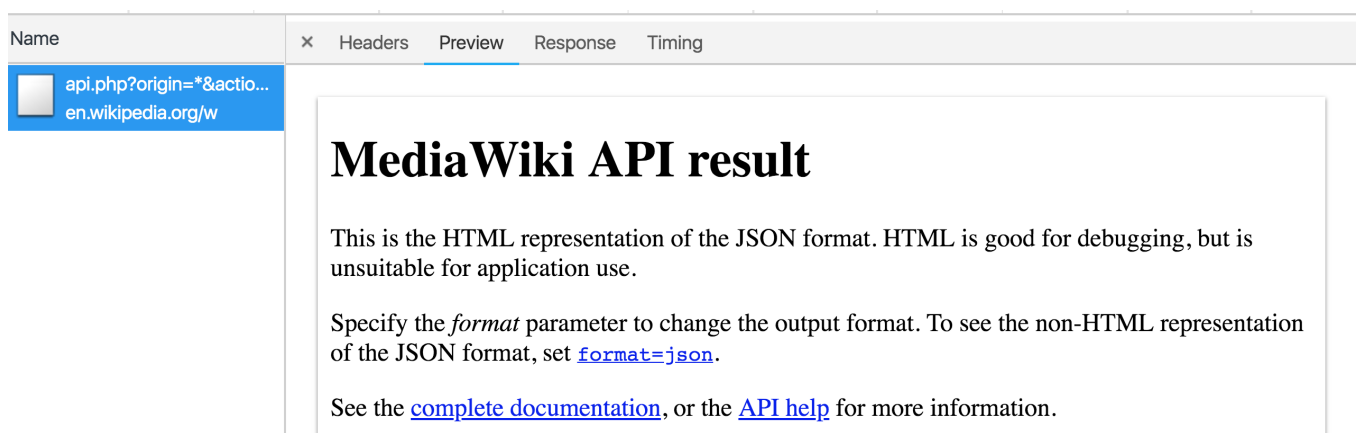 Name
× Headers Preview Response Timing
api.php?origin=*&actio...
en.wikipedia.org/w
MediaWiki API result
This is the HTML representation of the JSON format. HTML is good for debugging, but is
unsuitable for application use.
Specify the format parameter to change the output format. To see the non-HTML representation
of the JSON format, set format=json.
See the complete documentation, or the API help for more information.